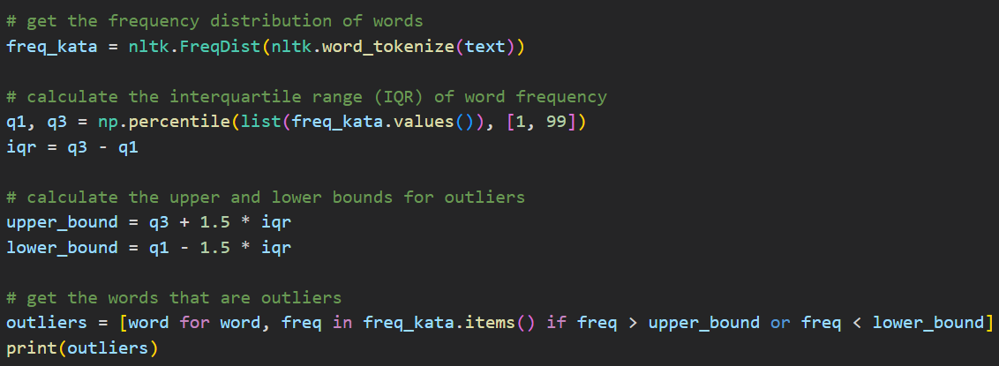 # get the frequency distribution of words
freq_kata = nltk.FreqDist(nltk.word_tokenize(text))
# calculate the interquartile range (IQR) of word frequency
q1, q3 = np.percentile(list(freq_kata.values()), [1, 99])
iqr = q3 - q1
# calculate the upper and lower bounds for outliers
upper_bound = q3 + 1.5 * iqr
lower_bound = q1 - 1.5 * iqr
# get the words that are outliers
outliers = [word for word, freq in freq_kata.items() if freq > upper_bound or freq < lower_bound]
print(outliers)